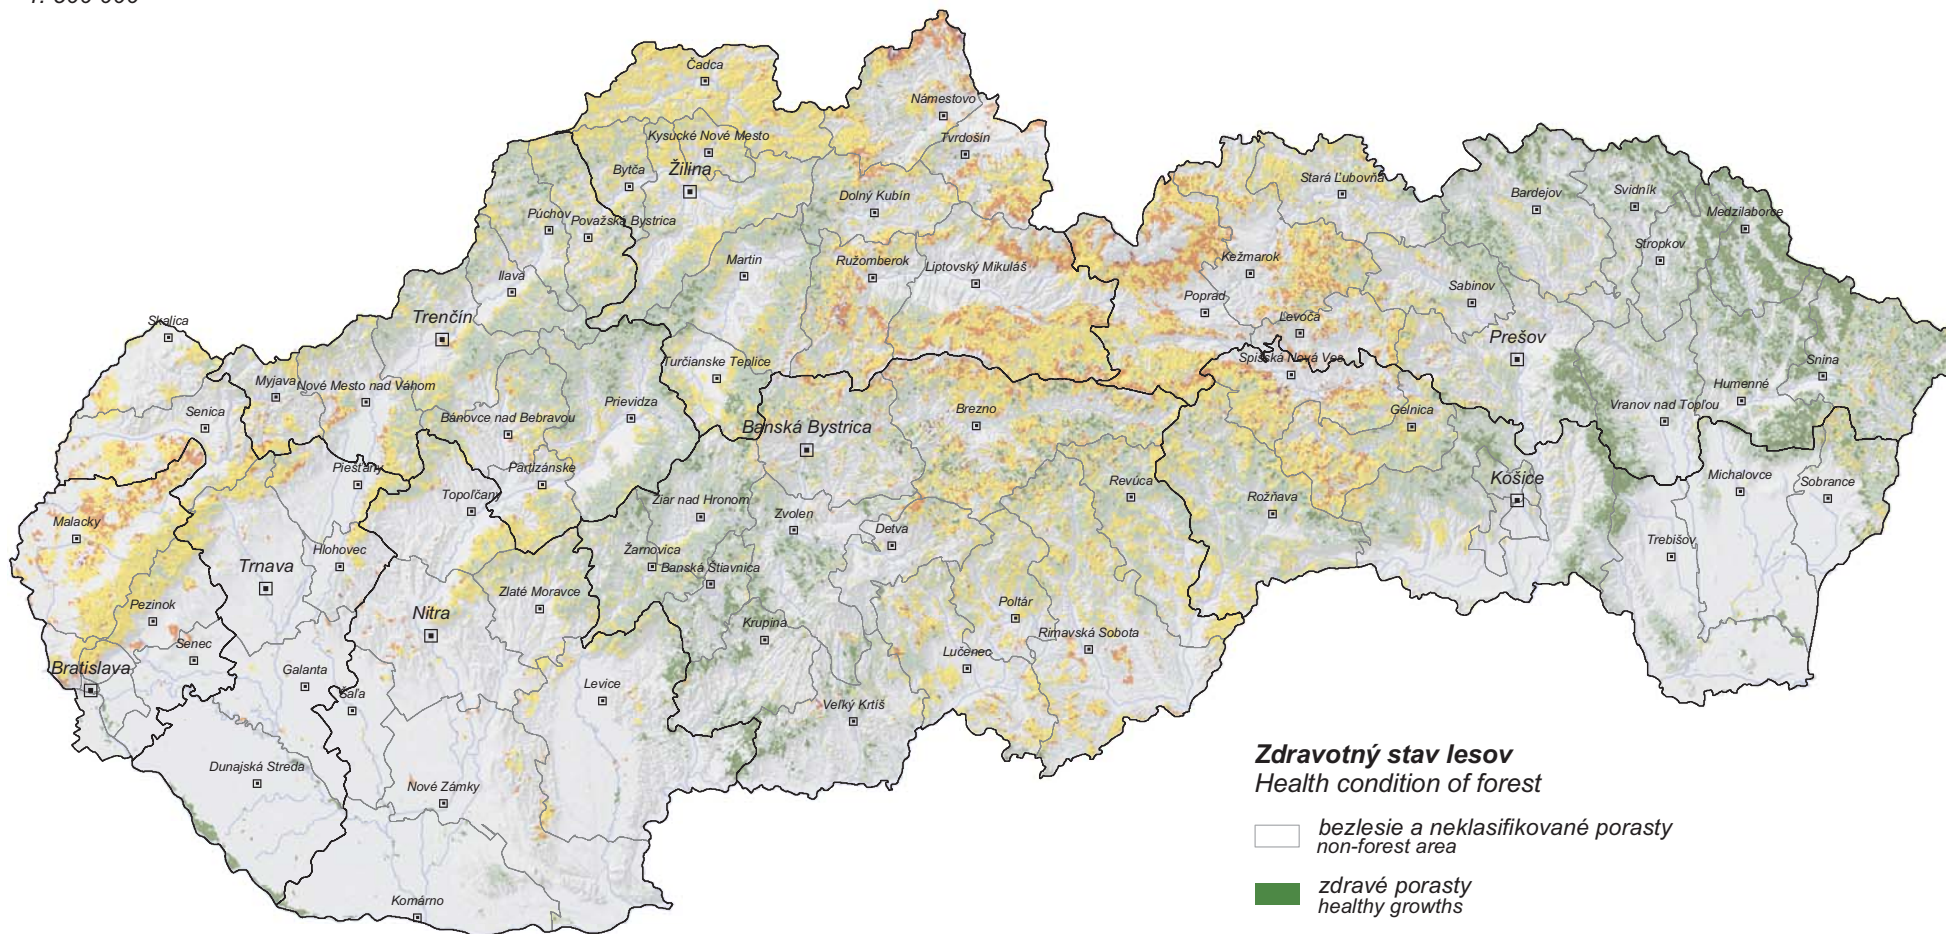 Čadca
Námestovo
Kysucké Nové Mesto
Tvrdošín
Bytča
Žilina
Stará Ľubovňa
Dolný Kubín
Bardejov
Svidník
Púchov
Považská Bystrica
Medzilaborce
Stropkov
Martin
Ružomberok
Liptovský Mikuláš
Kežmarok
Ilava
Sabinov
Poprad
Trenčín
Levoča
Skalica
Prešov
Turčianske Teplice
Spišská Nová Ves
Snina
Myjava
Nové Mesto nad Váhom
Humenné
Senica
Bánovce nad Bebravou
Prievidza
Brezno
Gelnica
Vranov nad Topľou
Banská Bystrica
Piešťany
Partizánske
Michalovce
Topoľčany
Žiar nad Hronom
Revúca
Košice
Sobrance
Malacky
Zvolen
Detva
Rožňava
Hlohovec
Žarnovica
Trebišov
Trnava
Banská Štiavnica
Zlaté Moravce
Pezinok
Nitra
Poltár
Krupina
Rimavská Sobota
Senec
Lučenec
Bratislava
Galanta
Levice
Šaľa
Veľký Krtíš
Dunajská Streda
Nové Zámky
Komárno
Zdravotný stav lesov
Health condition of forest
bezlesie a neklasifikované porasty
non-forest area
zdravé porasty
healthy growths